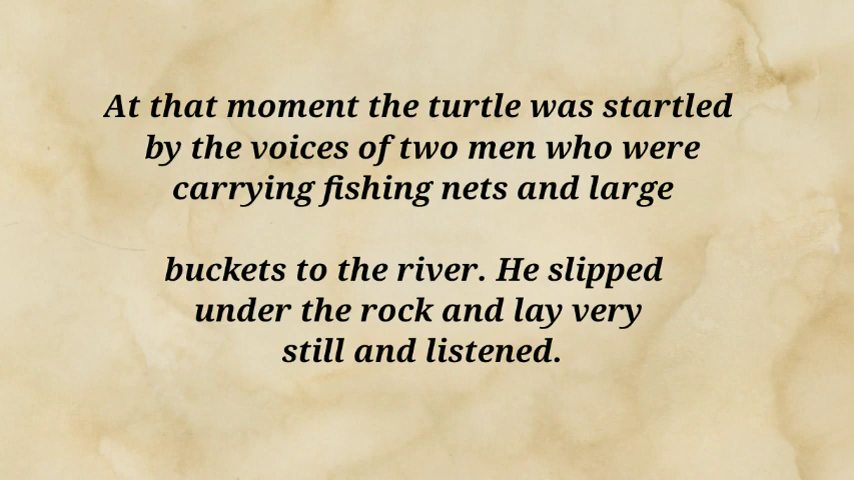 At that moment the turtle was startled
by the voices of two men who were
carrying fishing nets and large
buckets to the river. He slipped
under the rock and lay very
still and listened.